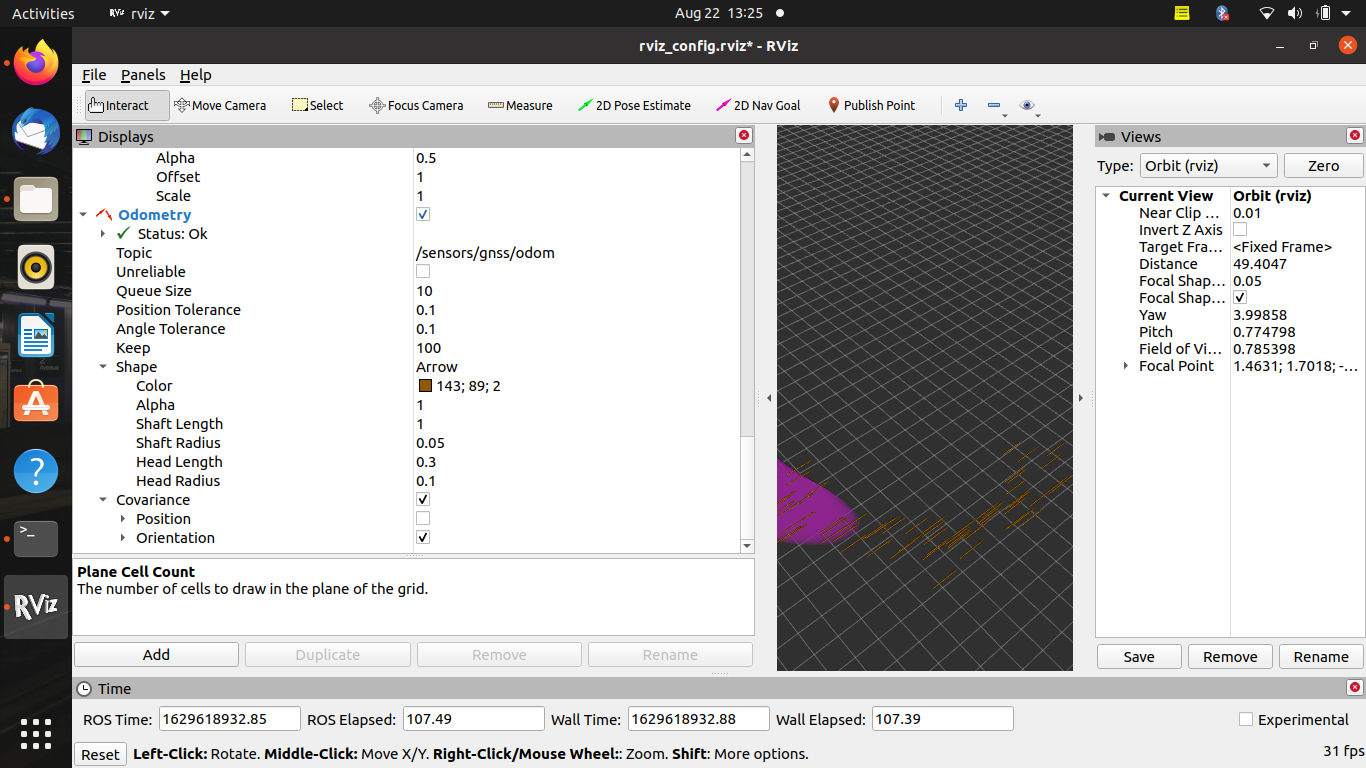 Activities
RViz rviz
Aug 22 13:25
rviz_config.rviz* - RViz
File Panels Help
Interact Move Camera Select Focus Camera Measure 2D Pose Estimate 2D Nav Goal Publish Point
Displays
Alpha 0.5
Offset 1
Scale 1
Odometry
Status: Ok
Topic /sensors/gnss/odom
Unreliable
Queue Size 10
Position Tolerance 0.1
Angle Tolerance 0.1
Keep 100
Shape Arrow
Color 143; 89; 2
Alpha 1
Shaft Length 1
Shaft Radius 0.05
Head Length 0.3
Head Radius 0.1
Covariance
Position
Orientation
Plane Cell Count
The number of cells to draw in the plane of the grid.
Add Duplicate Remove Rename
Views
Type: Orbit (rviz) Zero
Current View Orbit (rviz)
Near Clip ... 0.01
Invert Z Axis
Target Fra... <Fixed Frame>
Distance 49.4047
Focal Shap... 0.05
Focal Shap...
Yaw 3.99858
Pitch 0.774798
Field of Vi... 0.785398
Focal Point 1.4631; 1.7018; -...
Save Remove Rename
Time
ROS Time: 1629618932.85 ROS Elapsed: 107.49 Wall Time: 1629618932.88 Wall Elapsed: 107.39 Experimental
Reset Left-Click: Rotate. Middle-Click: Move X/Y. Right-Click/Mouse Wheel:: Zoom. Shift: More options. 31 fps
RViz